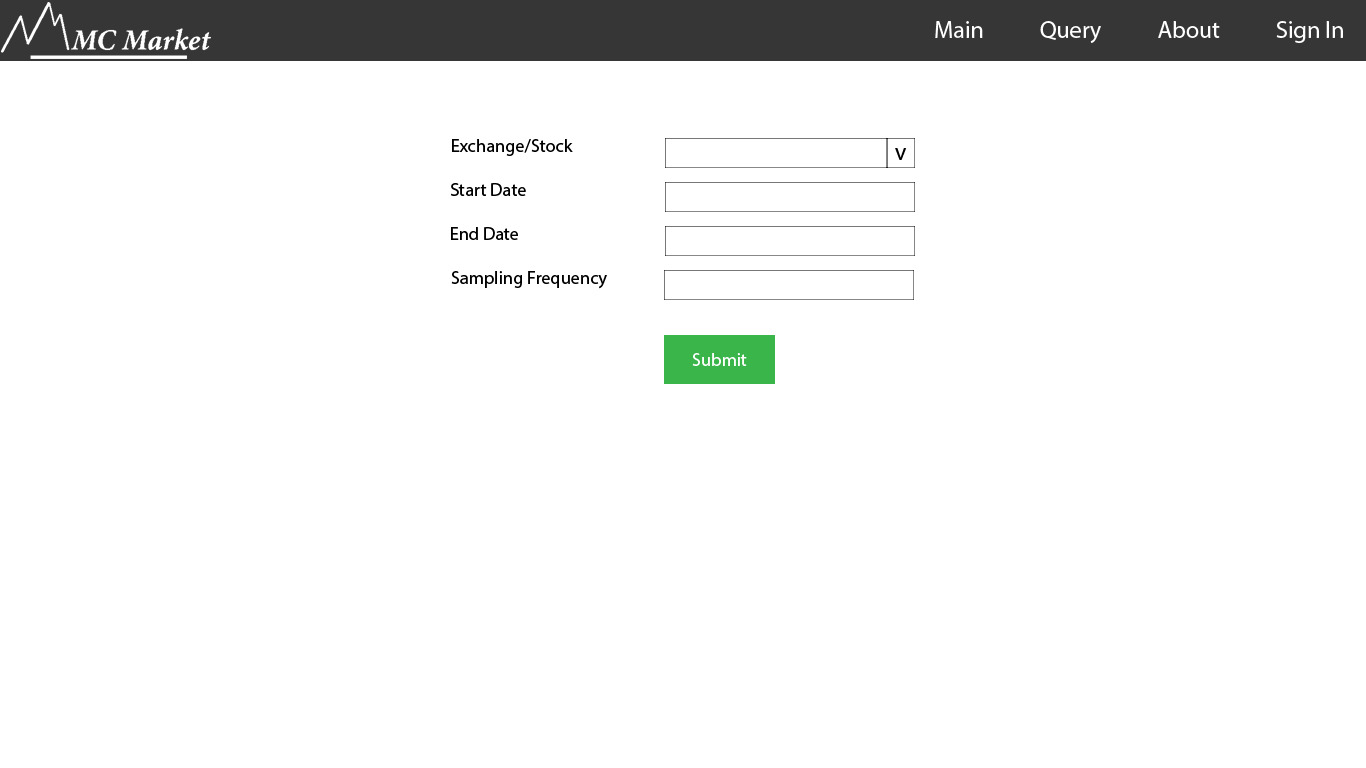 MC Market
Main Query About Sign In
Exchange/Stock V
Start Date
End Date
Sampling Frequency
Submit